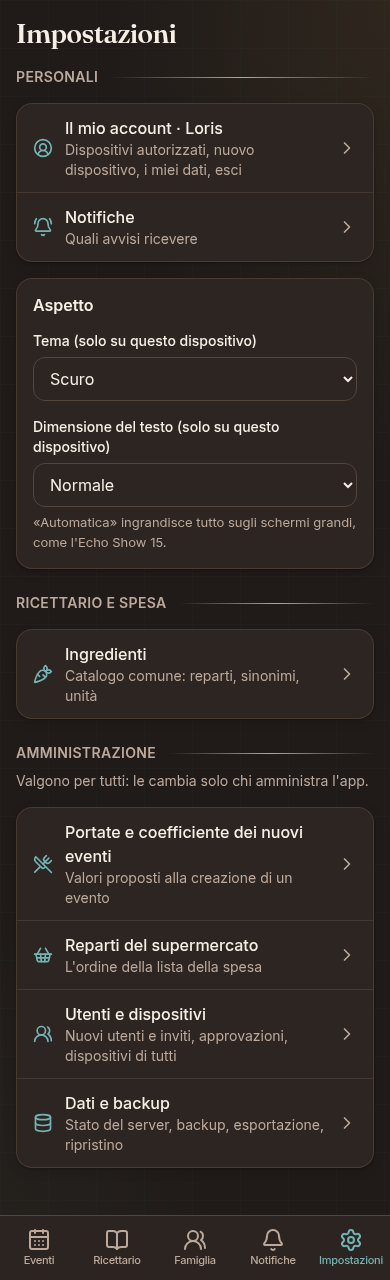 Impostazioni
PERSONALI
Il mio account · Loris
Dispositivi autorizzati, nuovo
dispositivo, i miei dati, esci
Notifiche
Quali avvisi ricevere
Aspetto
Tema (solo su questo dispositivo)
Scuro
Dimensione del testo (solo su questo
dispositivo)
Normale
«Automatica» ingrandisce tutto sugli schermi grandi,
come l'Echo Show 15.
RICETTARIO E SPESA
Ingredienti
Catalogo comune: reparti, sinonimi,
unità
AMMINISTRAZIONE
Valgono per tutti: le cambia solo chi amministra l'app.
Portate e coefficiente dei nuovi
eventi
Valori proposti alla creazione di un
evento
Reparti del supermercato
L'ordine della lista della spesa
Utenti e dispositivi
Nuovi utenti e inviti, approvazioni,
dispositivi di tutti
Dati e backup
Stato del server, backup, esportazione,
ripristino
Eventi
Ricettario
Famiglia
Notifiche
Impostazioni